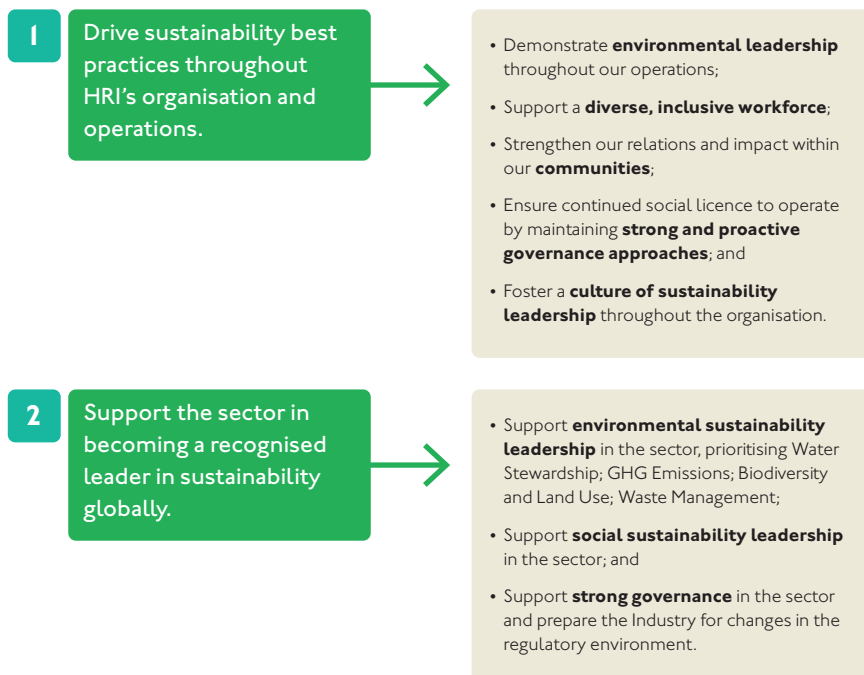 1
Drive sustainability best
practices throughout
HRI's organisation and
operations.
• Demonstrate environmental leadership
throughout our operations;
• Support a diverse, inclusive workforce;
• Strengthen our relations and impact within
our communities;
• Ensure continued social licence to operate
by maintaining strong and proactive
governance approaches; and
• Foster a culture of sustainability
leadership throughout the organisation.
2
Support the sector in
becoming a recognised
leader in sustainability
globally.
• Support environmental sustainability
leadership in the sector, prioritising Water
Stewardship; GHG Emissions; Biodiversity
and Land Use; Waste Management;
• Support social sustainability leadership
in the sector; and
• Support strong governance in the sector
and prepare the Industry for changes in the
regulatory environment.